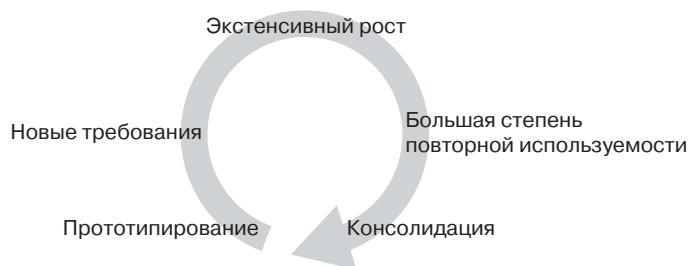 Экстенсивный рост
Новые требования
Большая степень
повторной используемости
Прототипирование
Консолидация